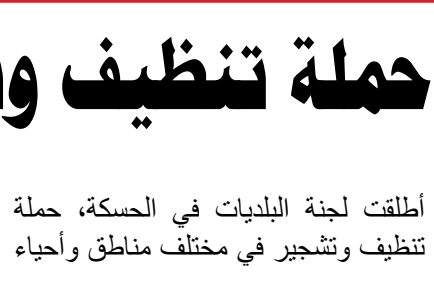 حملة تنظيف
أطلقت لجنة البلديات في الحسكة، حملة
تنظيف وتشجير في مختلف مناطق وأحياء